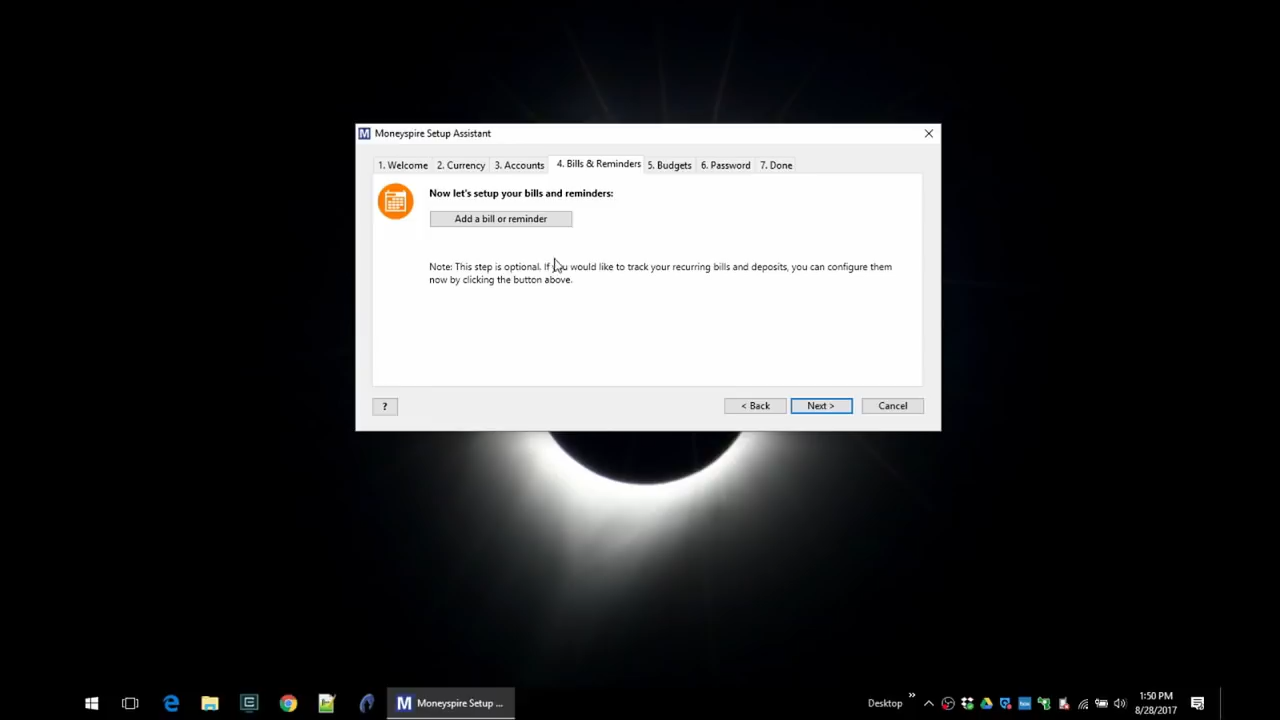 Moneyspire Setup Assistant
1. Welcome 2. Currency 3. Accounts 4. Bills & Reminders 5. Budgets 6. Password 7. Done
Now let's setup your bills and reminders:
Add a bill or reminder
Note: This step is optional. If you would like to track your recurring bills and deposits, you can configure them
now by clicking the button above.
? < Back Next > Cancel
Moneyspire Setup ...
Desktop
1:50 PM
8/28/2017